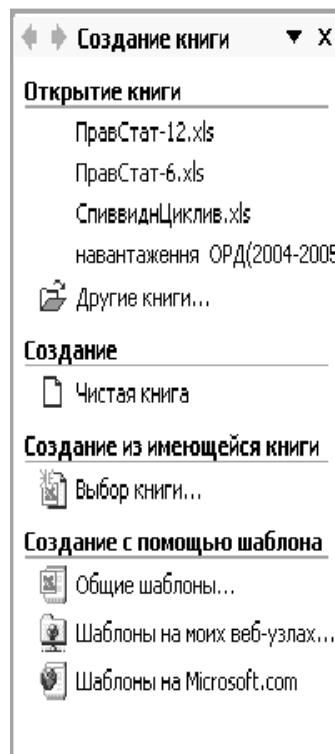 Создание книги
Открытие книги
ПравСтат-12.xls
ПравСтат-6.xls
СпиввиднЦиклив.xls
навантаження ОРД(2004-2005
Другие книги...
Создание
Чистая книга
Создание из имеющейся книги
Выбор книги...
Создание с помощью шаблона
Общие шаблоны...
Шаблоны на моих веб-узлах...
Шаблоны на Microsoft.com